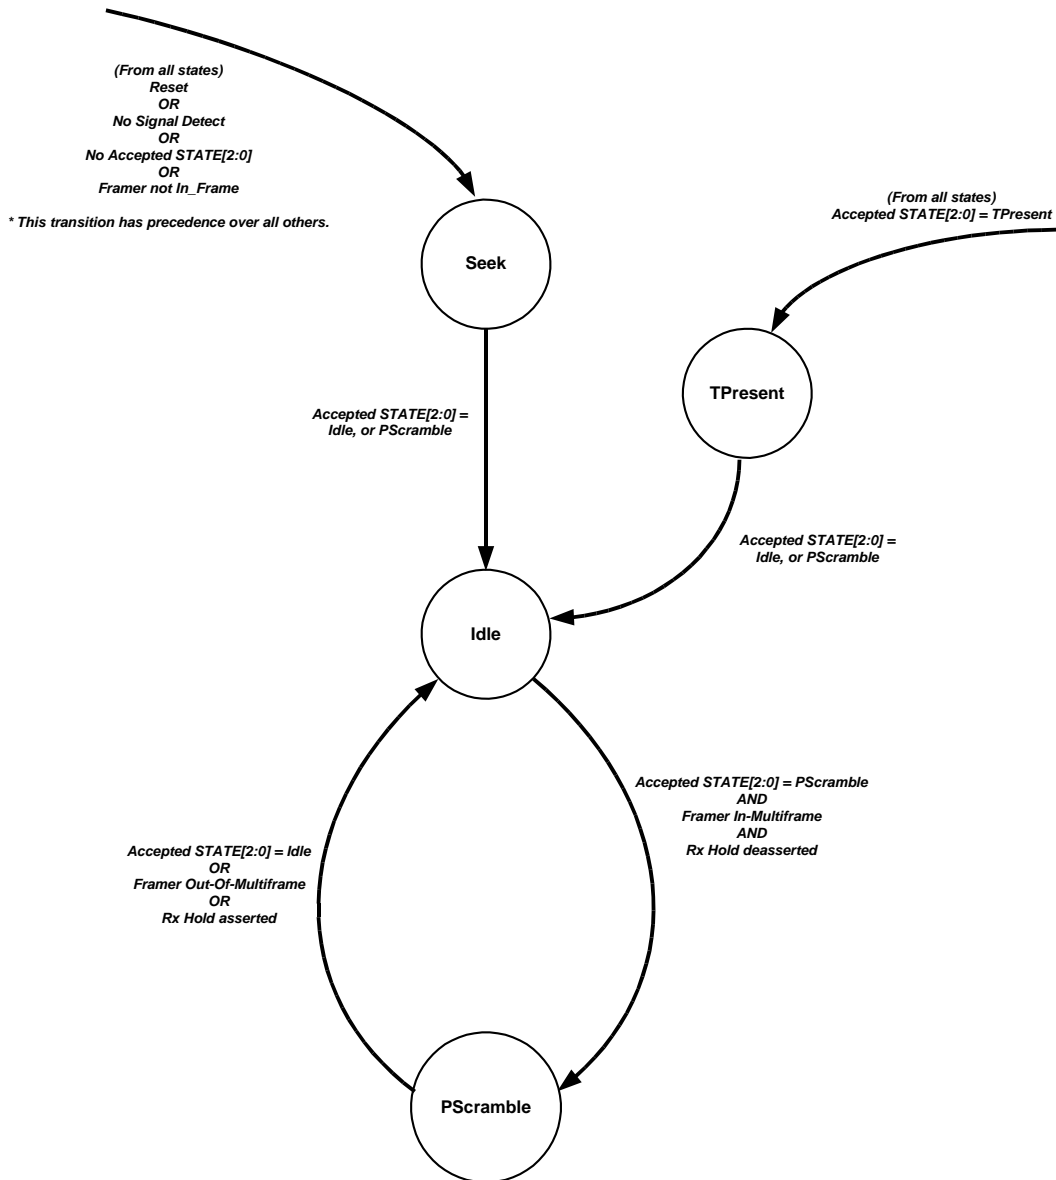 (From all states)
Reset
OR
No Signal Detect
OR
No Accepted STATE[2:0]
OR
Framer not In_Frame
* This transition has precedence over all others.
(From all states)
Accepted STATE[2:0] = TPresent
Seek
TPresent
Accepted STATE[2:0] =
Idle, or PScramble
Accepted STATE[2:0] =
Idle, or PScramble
Idle
Accepted STATE[2:0] = PScramble
AND
Framer In-Multiframe
AND
Rx Hold deasserted
Accepted STATE[2:0] = Idle
OR
Framer Out-Of-Multiframe
OR
Rx Hold asserted
PScramble